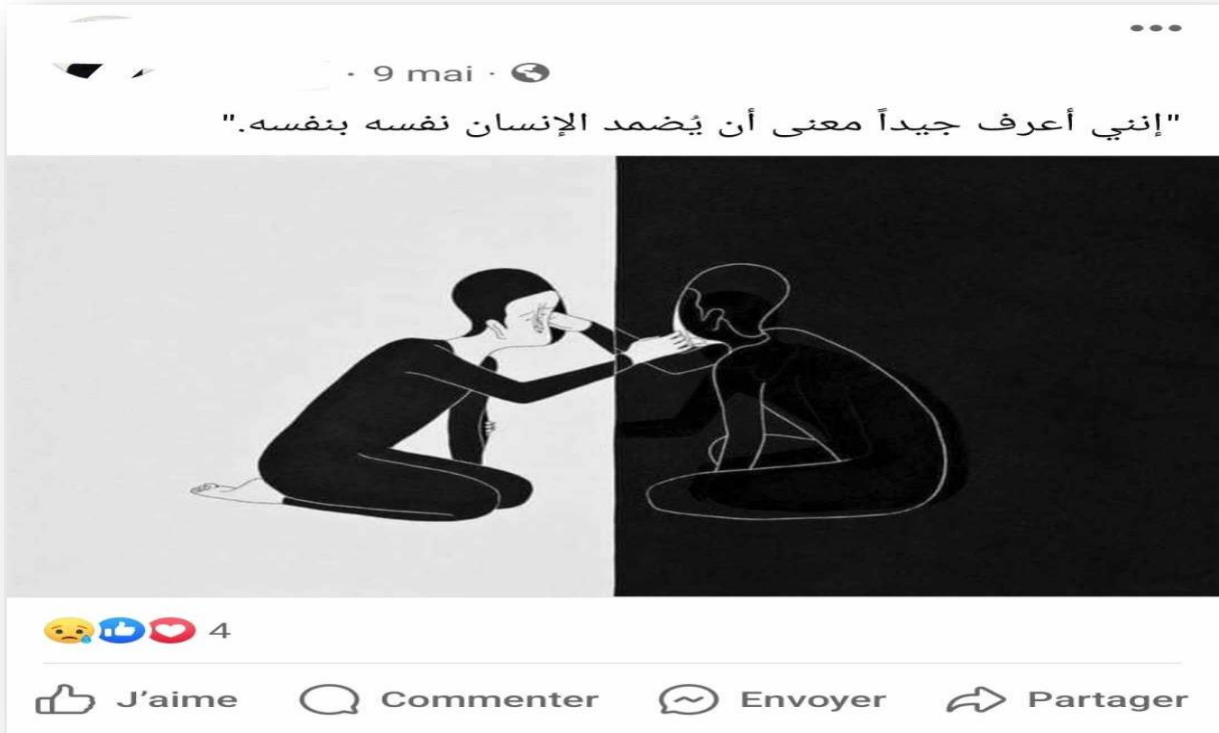 · 9 mai ·
"إنني أعرف جيداً معنى أن يُضمد الإنسان نفسه بنفسه."
4
J'aime Commenter Envoyer Partager